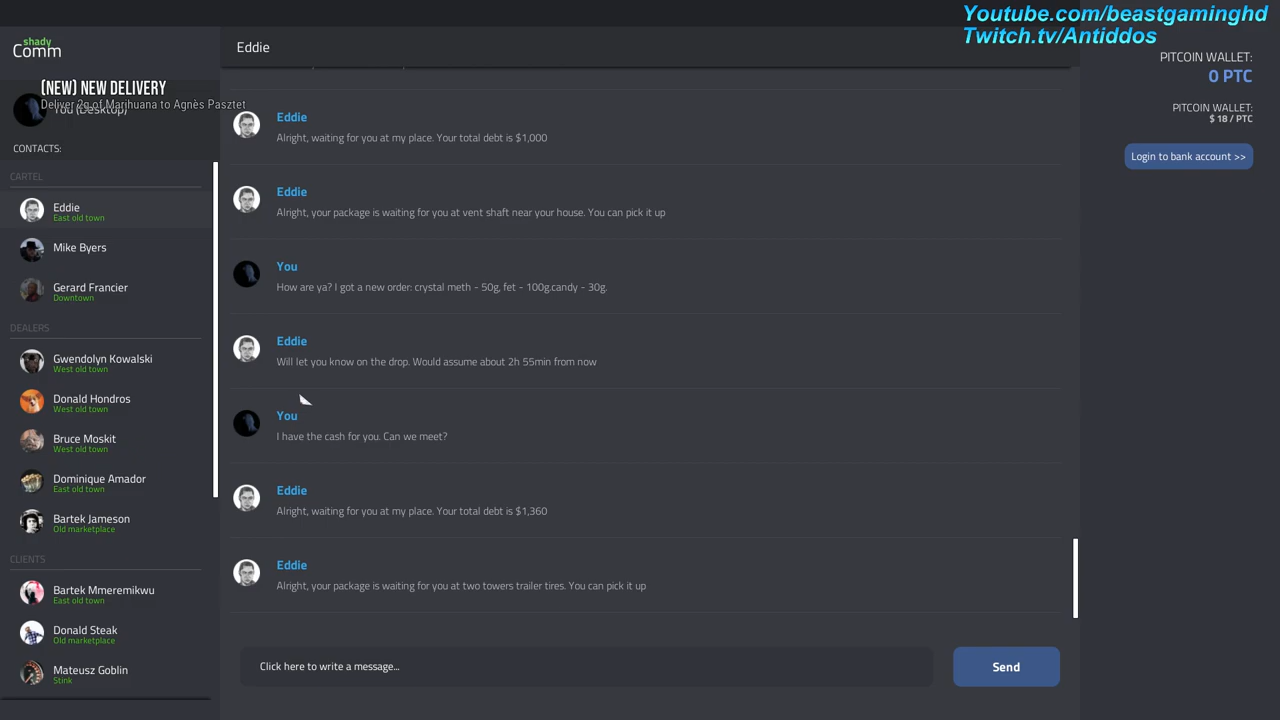 Youtube.com/beastgaminghd
Twitch.tv/Antiddos
shady
Comm
(NEW) NEW DELIVERY
Deliver 2g of Marihuana to Agnès Pasztet
You (Desktop)
CONTACTS:
CARTEL
Eddie
East old town
Mike Byers
Gerard Francier
Downtown
DEALERS
Gwendolyn Kowalski
West old town
Donald Hondros
West old town
Bruce Moskit
West old town
Dominique Amador
East old town
Bartek Jameson
Old marketplace
CLIENTS
Bartek Mmeremikwu
East old town
Donald Steak
Old marketplace
Mateusz Goblin
Stink
Eddie
Eddie
Alright, waiting for you at my place. Your total debt is $1,000
Eddie
Alright, your package is waiting for you at vent shaft near your house. You can pick it up
You
How are ya? I got a new order: crystal meth - 50g, fet - 100g.candy - 30g.
Eddie
Will let you know on the drop. Would assume about 2h 55min from now
You
I have the cash for you. Can we meet?
Eddie
Alright, waiting for you at my place. Your total debt is $1,360
Eddie
Alright, your package is waiting for you at two towers trailer tires. You can pick it up
Click here to write a message...
Send
PITCOIN WALLET:
0 PTC
PITCOIN WALLET:
$ 18 / PTC
Login to bank account >>